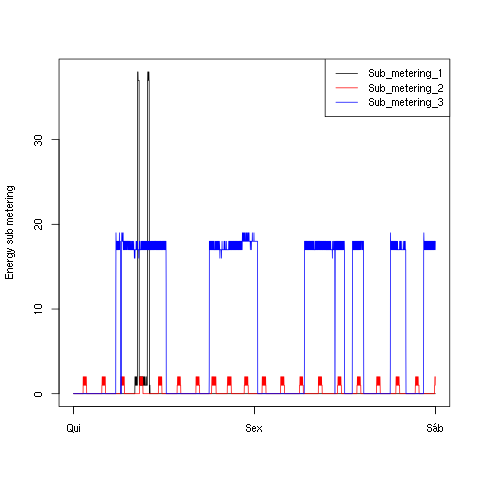 Sub_metering_1
Sub_metering_2
Sub_metering_3
Energy sub metering
30
20
10
0
Qui
Sex
Sáb